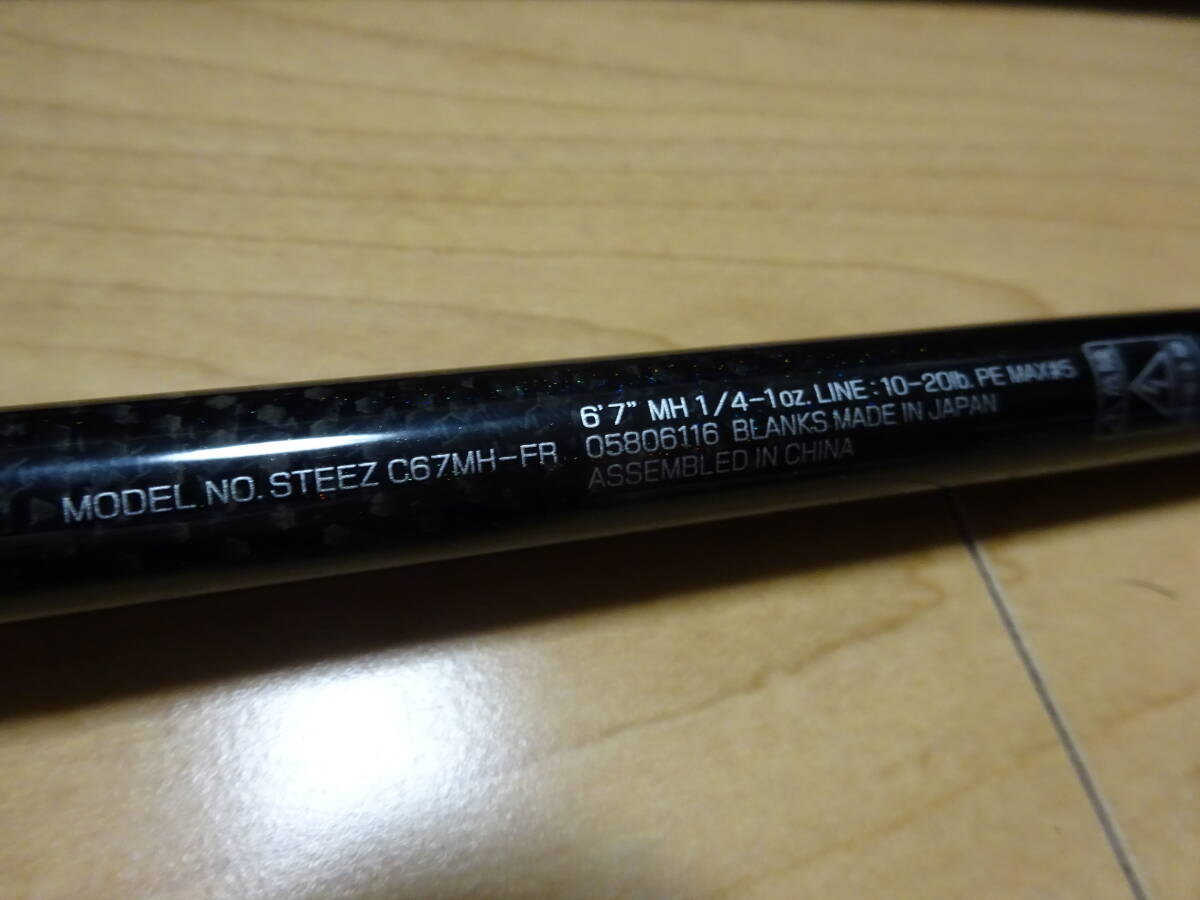 MODEL NO. STEEZ C67MH-FR
6'7" MH 1/4-1oz. LINE : 10-20lb. PE MAX#5
05806116 BLANKS MADE IN JAPAN
ASSEMBLED IN CHINA